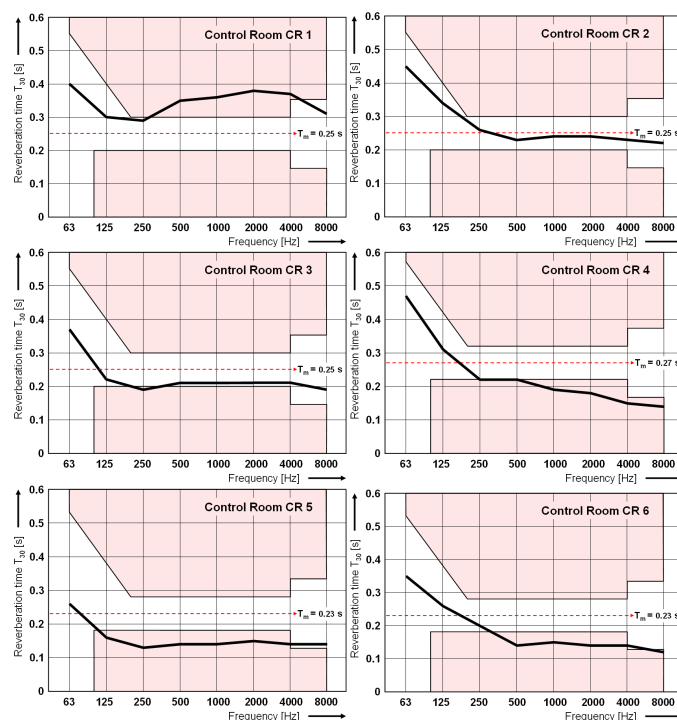 Reverberation time T30 [s]
0.6
Control Room CR 1
0.5
0.4
0.3
Tm = 0.25 s
0.2
0.1
0
63 125 250 500 1000 2000 4000 8000
Frequency [Hz]
Reverberation time T30 [s]
0.6
Control Room CR 2
0.5
0.4
0.3
Tm = 0.25 s
0.2
0.1
0
63 125 250 500 1000 2000 4000 8000
Frequency [Hz]
Reverberation time T30 [s]
0.6
Control Room CR 3
0.5
0.4
0.3
Tm = 0.25 s
0.2
0.1
0
63 125 250 500 1000 2000 4000 8000
Frequency [Hz]
Reverberation time T30 [s]
0.6
Control Room CR 4
0.5
0.4
0.3
Tm = 0.27 s
0.2
0.1
0
63 125 250 500 1000 2000 4000 8000
Frequency [Hz]
Reverberation time T30 [s]
0.6
Control Room CR 5
0.5
0.4
0.3
Tm = 0.23 s
0.2
0.1
0
63 125 250 500 1000 2000 4000 8000
Frequency [Hz]
Reverberation time T30 [s]
0.6
Control Room CR 6
0.5
0.4
0.3
Tm = 0.23 s
0.2
0.1
0
63 125 250 500 1000 2000 4000 8000
Frequency [Hz]